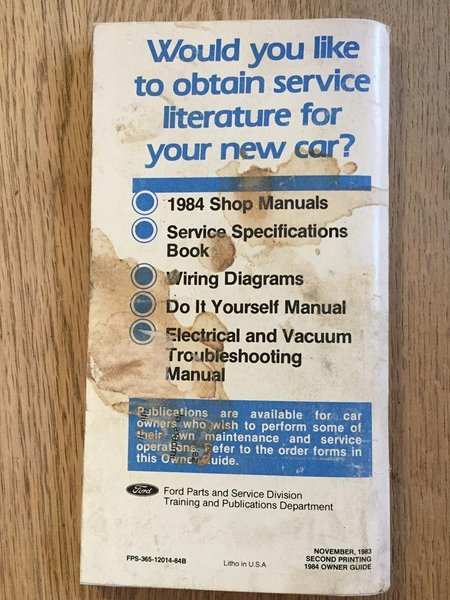 Would you like
to obtain service
literature for
your new car?
1984 Shop Manuals
Service Specifications
Book
Wiring Diagrams
Do It Yourself Manual
Electrical and Vacuum
Troubleshooting
Manual
Publications are available for car
owners who wish to perform some of
their own maintenance and service
operations. Refer to the order forms in
this Owner Guide.
Ford
Ford Parts and Service Division
Training and Publications Department
FPS-365-12014-84B
Litho in U.S.A
NOVEMBER, 1983
SECOND PRINTING
1984 OWNER GUIDE